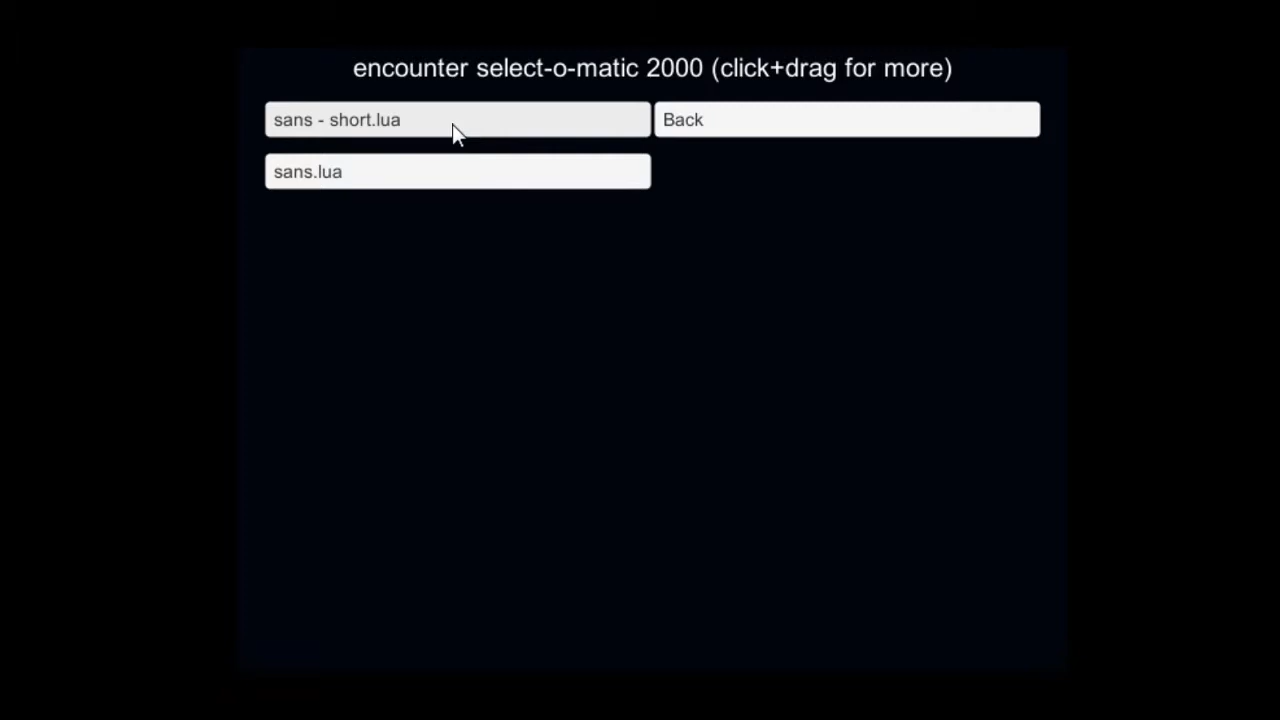 encounter select-o-matic 2000 (click+drag for more)
sans - short.lua
Back
sans.lua